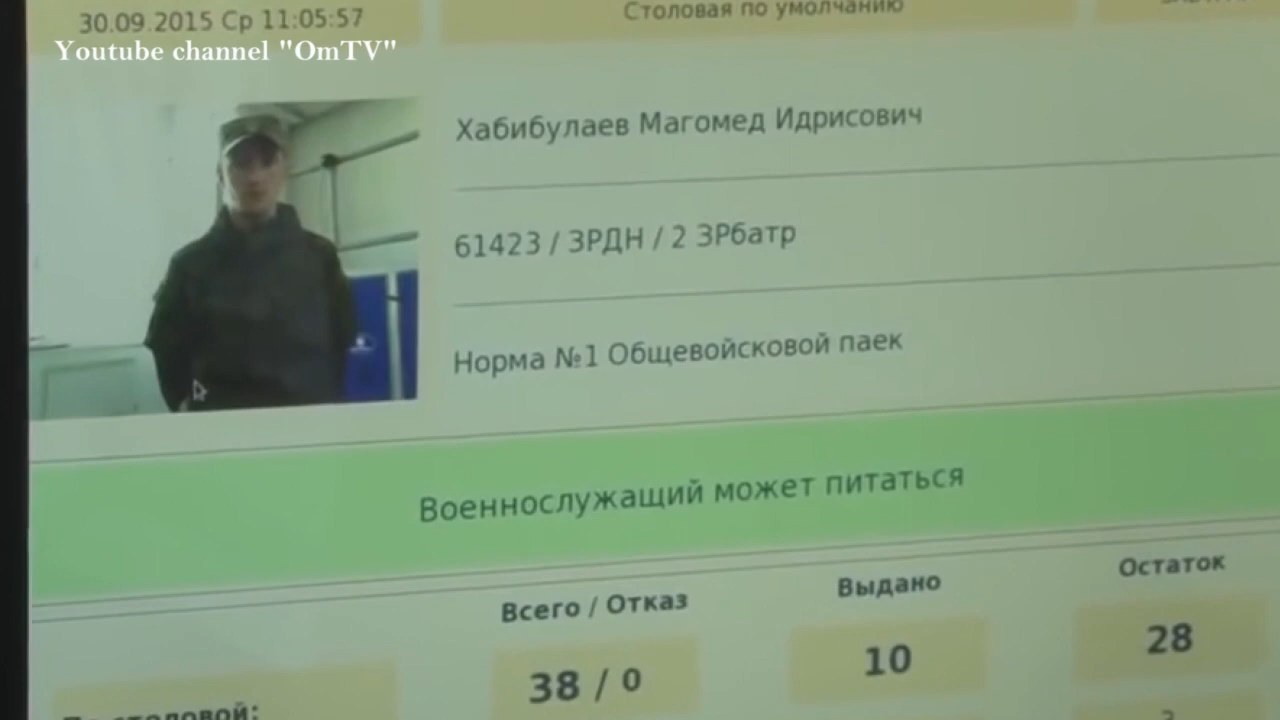 30.09.2015 Ср 11:05:57
Столовая по умолчанию
Youtube channel "OmTV"
Хабибулаев Магомед Идрисович
61423 / ЗРДН / 2 ЗРбатр
Норма №1 Общевойсковой паек
Военнослужащий может питаться
Всего / Отказ
Выдано
Остаток
38 / 0
10
28
столовой: